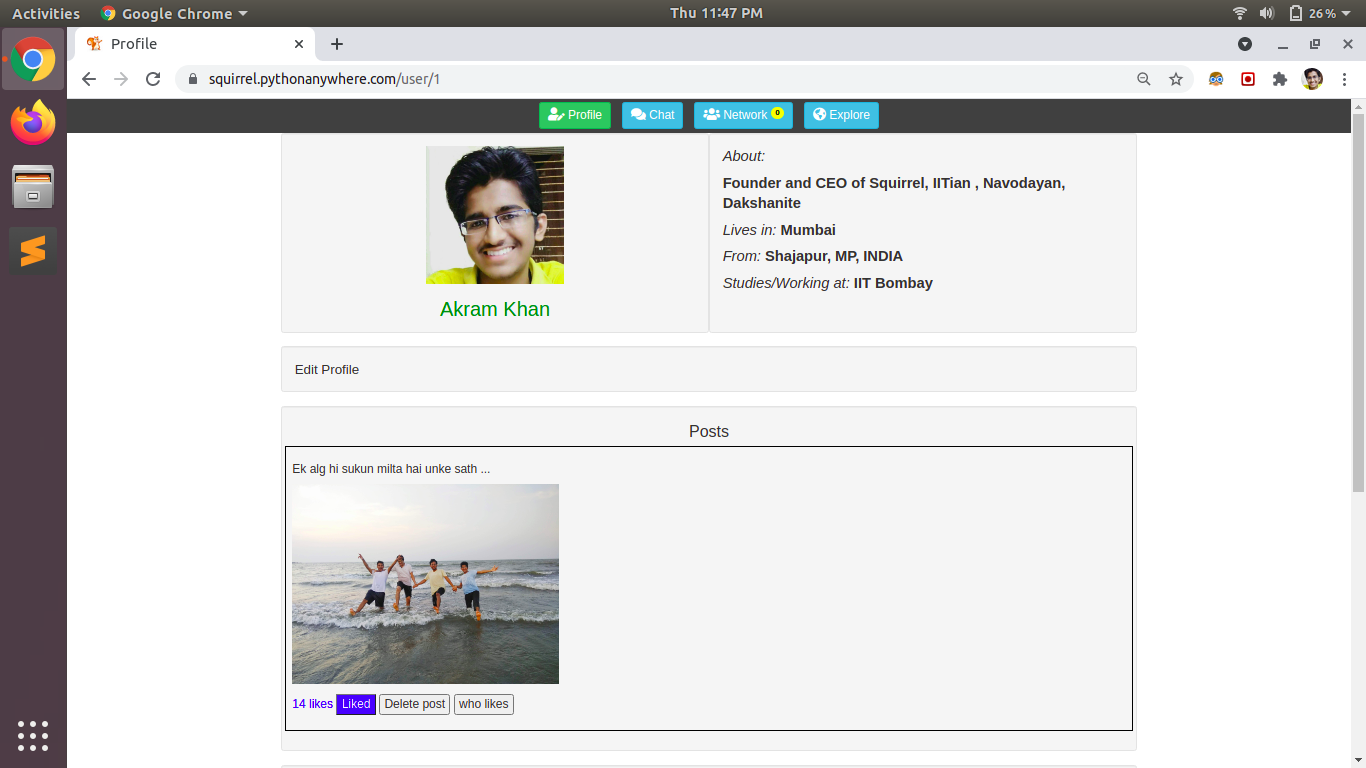 Activities Google Chrome Thu 11:47 PM 26%
Profile
squirrel.pythonanywhere.com/user/1
Profile Chat Network 0 Explore
Akram Khan
About:
Founder and CEO of Squirrel, IITian , Navodayan,
Dakshanite
Lives in: Mumbai
From: Shajapur, MP, INDIA
Studies/Working at: IIT Bombay
Edit Profile
Posts
Ek alg hi sukun milta hai unke sath ...
14 likes Liked Delete post who likes